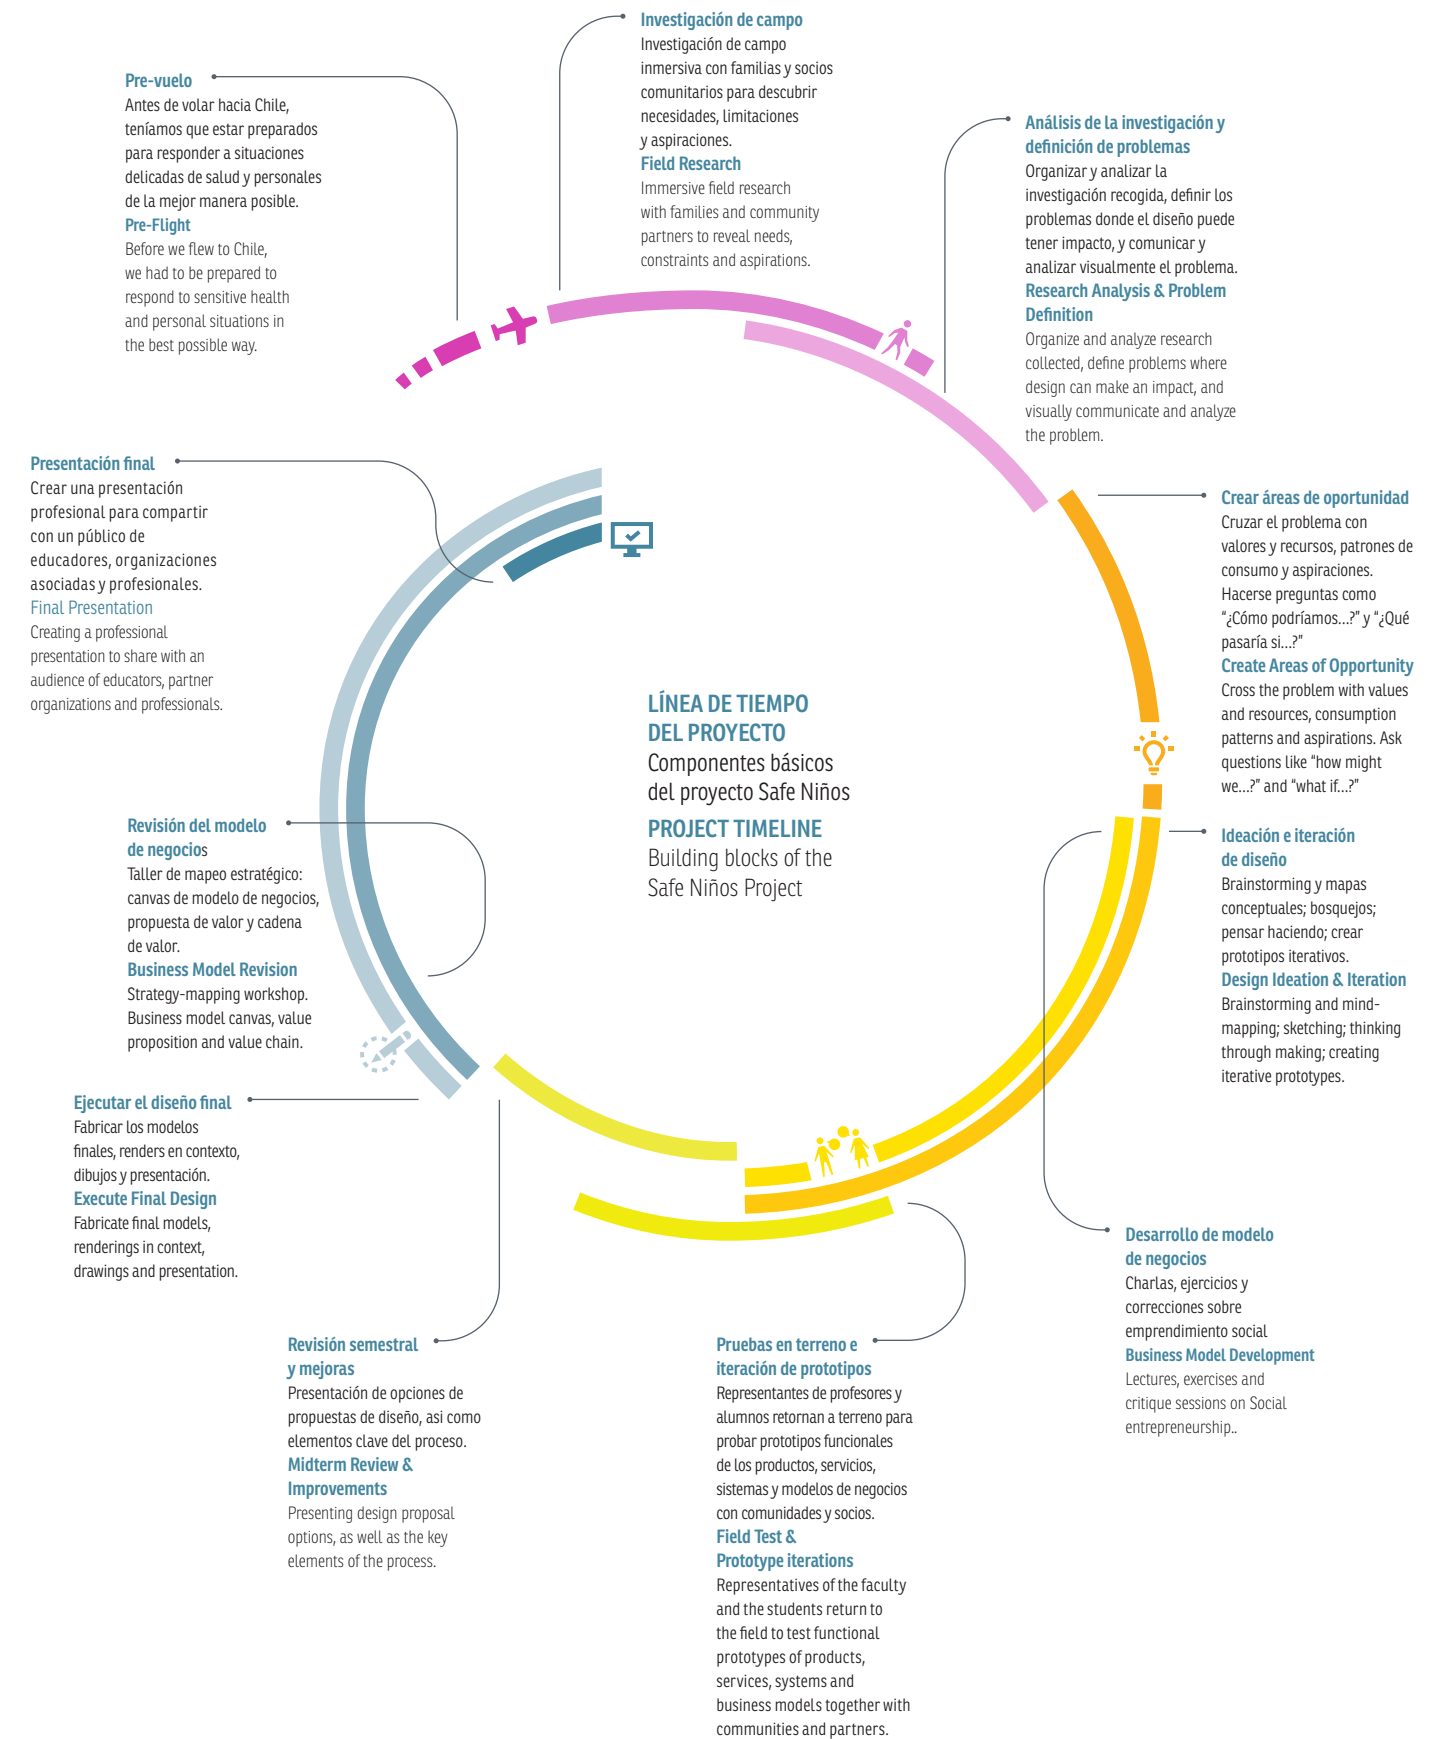 Pre-vuelo
Antes de volar hacia Chile,
teníamos que estar preparados
para responder a situaciones
delicadas de salud y personales
de la mejor manera posible.
Pre-Flight
Before we flew to Chile,
we had to be prepared to
respond to sensitive health
and personal situations in
the best possible way.
Investigación de campo
Investigación de campo
inmersiva con familias y socios
comunitarios para descubrir
necesidades, limitaciones
y aspiraciones.
Field Research
Immersive field research
with families and community
partners to reveal needs,
constraints and aspirations.
Análisis de la investigación y
definición de problemas
Organizar y analizar la
investigación recogida, definir los
problemas donde el diseño puede
tener impacto, y comunicar y
analizar visualmente el problema.
Research Analysis & Problem
Definition
Organize and analyze research
collected, define problems where
design can make an impact, and
visually communicate and analyze
the problem.
Crear áreas de oportunidad
Cruzar el problema con
valores y recursos, patrones de
consumo y aspiraciones.
Hacerse preguntas como
“¿Cómo podríamos...?” y “¿Qué
pasaría si...?”
Create Areas of Opportunity
Cross the problem with values
and resources, consumption
patterns and aspirations. Ask
questions like “how might
we...?” and “what if...?”
Ideación e iteración
de diseño
Brainstorming y mapas
conceptuales; bosquejos;
pensar haciendo; crear
prototipos iterativos.
Design Ideation & Iteration
Brainstorming and mind-
mapping; sketching; thinking
through making; creating
iterative prototypes.
Desarrollo de modelo
de negocios
Charlas, ejercicios y
correcciones sobre
emprendimiento social
Business Model Development
Lectures, exercises and
critique sessions on Social
entrepreneurship..
Pruebas en terreno e
iteración de prototipos
Representantes de profesores y
alumnos retornan a terreno para
probar prototipos funcionales
de los productos, servicios,
sistemas y modelos de negocios
con comunidades y socios.
Field Test &
Prototype iterations
Representatives of the faculty
and the students return to
the field to test functional
prototypes of products,
services, systems and
business models together with
communities and partners.
Revisión semestral
y mejoras
Presentación de opciones de
propuestas de diseño, asi como
elementos clave del proceso.
Midterm Review &
Improvements
Presenting design proposal
options, as well as the key
elements of the process.
Ejecutar el diseño final
Fabricar los modelos
finales, renders en contexto,
dibujos y presentación.
Execute Final Design
Fabricate final models,
renderings in context,
drawings and presentation.
Revisión del modelo
de negocios
Taller de mapeo estratégico:
canvas de modelo de negocios,
propuesta de valor y cadena
de valor.
Business Model Revision
Strategy-mapping workshop.
Business model canvas, value
proposition and value chain.
Presentación final
Crear una presentación
profesional para compartir
con un público de
educadores, organizaciones
asociadas y profesionales.
Final Presentation
Creating a professional
presentation to share with an
audience of educators, partner
organizations and professionals.
LÍNEA DE TIEMPO
DEL PROYECTO
Componentes básicos
del proyecto Safe Niños
PROJECT TIMELINE
Building blocks of the
Safe Niños Project